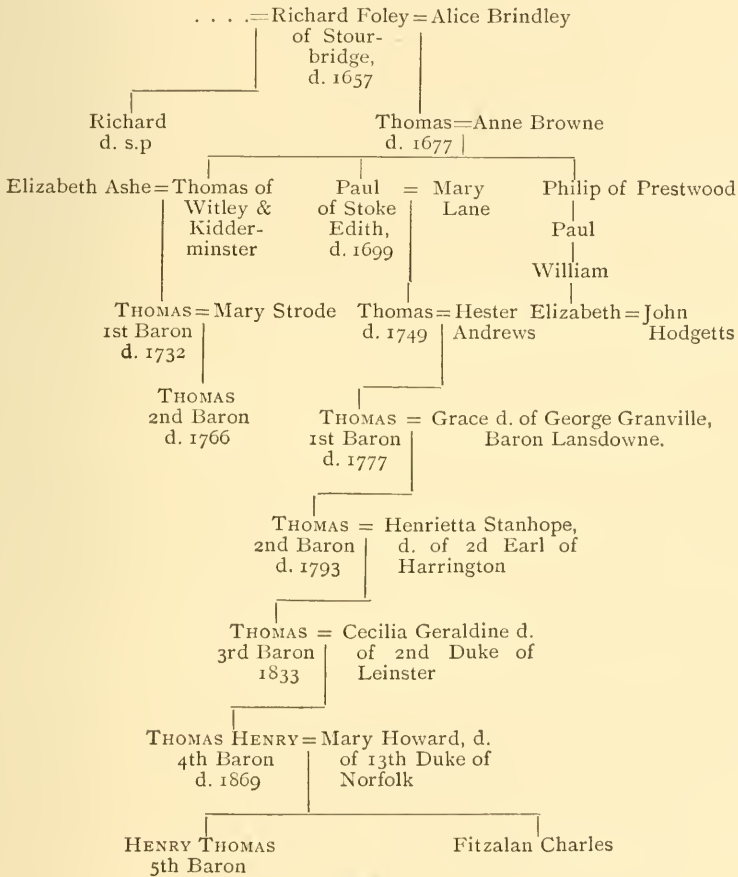 . . . .=Richard Foley = Alice Brindley
of Stour-
bridge,
d. 1657
Richard
d. s.p
Thomas=Anne Browne
d. 1677
Elizabeth Ashe = Thomas of
Witley &
Kidder-
minster
Paul = Mary
of Stoke Lane
Edith,
d. 1699
Philip of Prestwood
Paul
William
THOMAS = Mary Strode
1st Baron
d. 1732
Thomas = Hester
d. 1749 Andrews
Elizabeth = John
Hodgetts
THOMAS
2nd Baron
d. 1766
THOMAS = Grace d. of George Granville,
1st Baron Baron Lansdowne.
d. 1777
THOMAS = Henrietta Stanhope,
2nd Baron d. of 2d Earl of
d. 1793 Harrington
THOMAS = Cecilia Geraldine d.
3rd Baron of 2nd Duke of
1833 Leinster
THOMAS HENRY = Mary Howard, d.
4th Baron of 13th Duke of
d. 1869 Norfolk
HENRY THOMAS
5th Baron
Fitzalan Charles